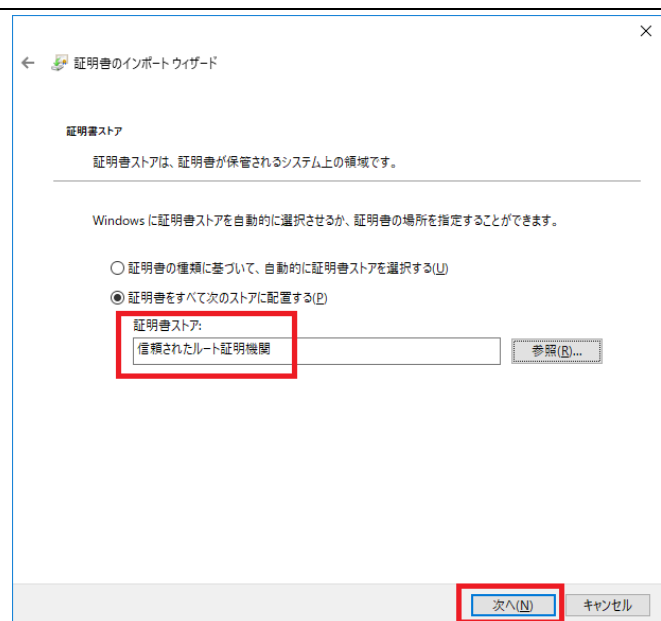 証明書のインポート ウィザード
証明書ストア
証明書ストアは、証明書が保管されるシステム上の領域です。
Windows に証明書ストアを自動的に選択させるか、証明書の場所を指定することができます。
証明書の種類に基づいて、自動的に証明書ストアを選択する(U)
証明書をすべて次のストアに配置する(P)
証明書ストア:
信頼されたルート証明機関
参照(R)...
次へ(N)
キャンセル